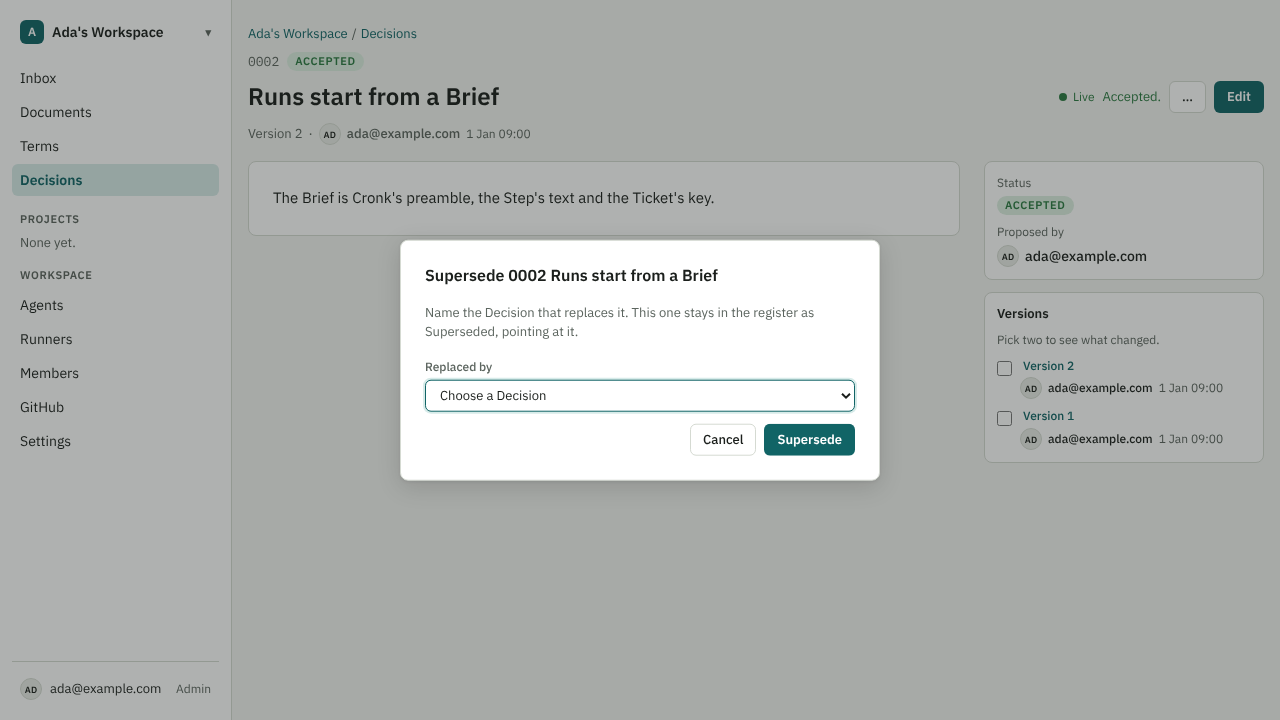 A Ada's Workspace ▾
Inbox
Documents
Terms
Decisions
PROJECTS
None yet.
WORKSPACE
Agents
Runners
Members
GitHub
Settings
AD ada@example.com Admin
Ada's Workspace / Decisions
0002 ACCEPTED
Runs start from a Brief
Live Accepted. ... Edit
Version 2 · AD ada@example.com 1 Jan 09:00
The Brief is Cronk's preamble, the Step's text and the Ticket's key.
Status
ACCEPTED
Proposed by
AD ada@example.com
Versions
Pick two to see what changed.
Version 2
AD ada@example.com 1 Jan 09:00
Version 1
AD ada@example.com 1 Jan 09:00
Supersede 0002 Runs start from a Brief
Name the Decision that replaces it. This one stays in the register as
Superseded, pointing at it.
Replaced by
Choose a Decision
Cancel Supersede